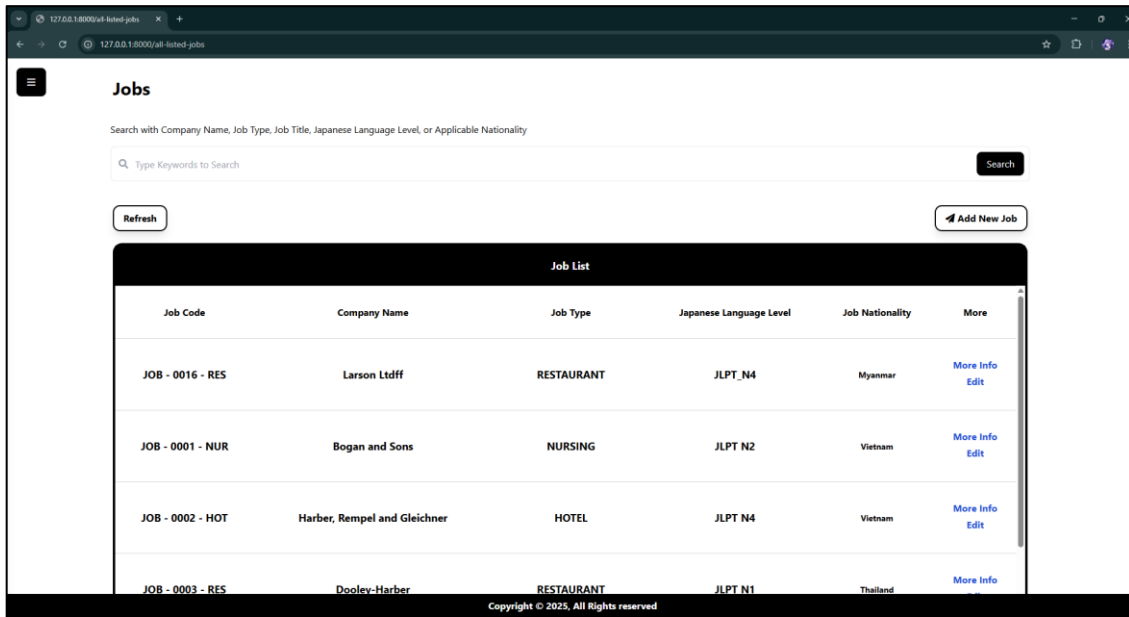 127.0.0.1:8000/all-listed-jobs
127.0.0.1:8000/all-listed-jobs
Jobs
Search with Company Name, Job Type, Job Title, Japanese Language Level, or Applicable Nationality
Type Keywords to Search Search
Refresh Add New Job
Job List
Job Code Company Name Job Type Japanese Language Level Job Nationality More
JOB - 0016 - RES Larson Ltdff RESTAURANT JLPT_N4 Myanmar More Info
Edit
JOB - 0001 - NUR Bogan and Sons NURSING JLPT N2 Vietnam More Info
Edit
JOB - 0002 - HOT Harber, Rempel and Gleichner HOTEL JLPT N4 Vietnam More Info
Edit
JOB - 0003 - RES Dooley-Harber RESTAURANT JLPT N1 Thailand More Info
Copyright © 2025, All Rights reserved